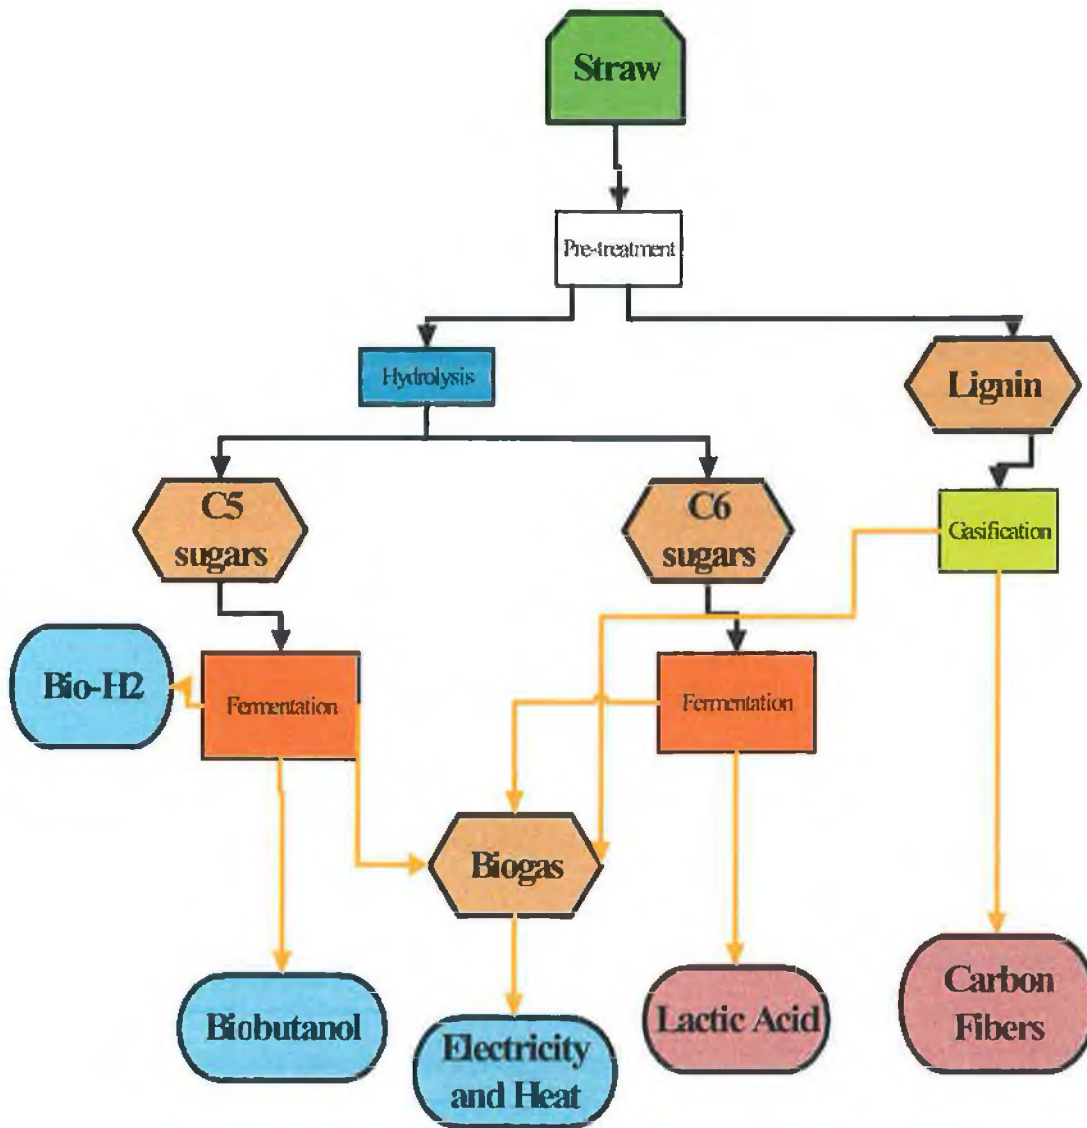 Straw
Pre-treatment
Hydrolysis
Lignin
C5
sugars
C6
sugars
Gasification
Bio-H2
Fermentation
Fermentation
Biogas
Biobutanol
Electricity
and Heat
Lactic Acid
Carbon
Fibers